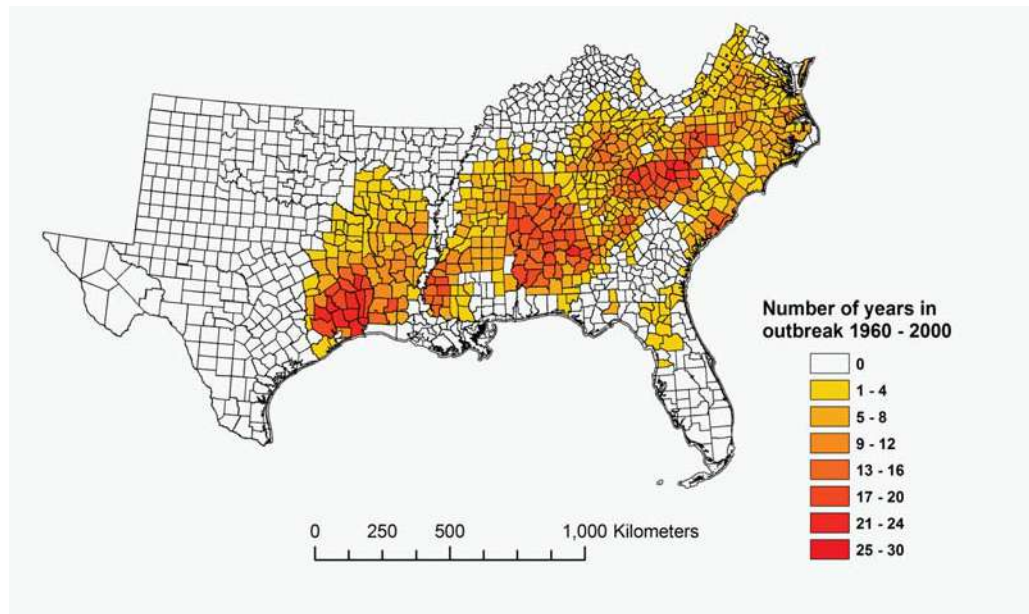 Number of years in
outbreak 1960 - 2000
0
1 - 4
5 - 8
9 - 12
13 - 16
17 - 20
21 - 24
25 - 30
0 250 500 1,000 Kilometers